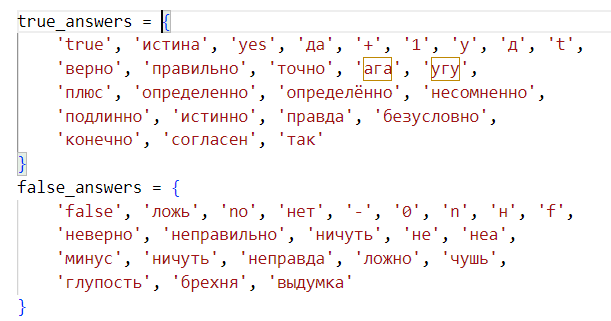 true_answers = {
'true', 'истина', 'yes', 'да', '+', '1', 'y', 'д', 't',
'верно', 'правильно', 'точно', 'ага', 'угу',
'плюс', 'определенно', 'определённо', 'несомненно',
'подлинно', 'истинно', 'правда', 'безусловно',
'конечно', 'согласен', 'так'
}
false_answers = {
'false', 'ложь', 'no', 'нет', '-', '0', 'n', 'н', 'f',
'неверно', 'неправильно', 'ничуть', 'не', 'неа',
'минус', 'ничуть', 'неправда', 'ложно', 'чушь',
'глупость', 'брехня', 'выдумка'
}